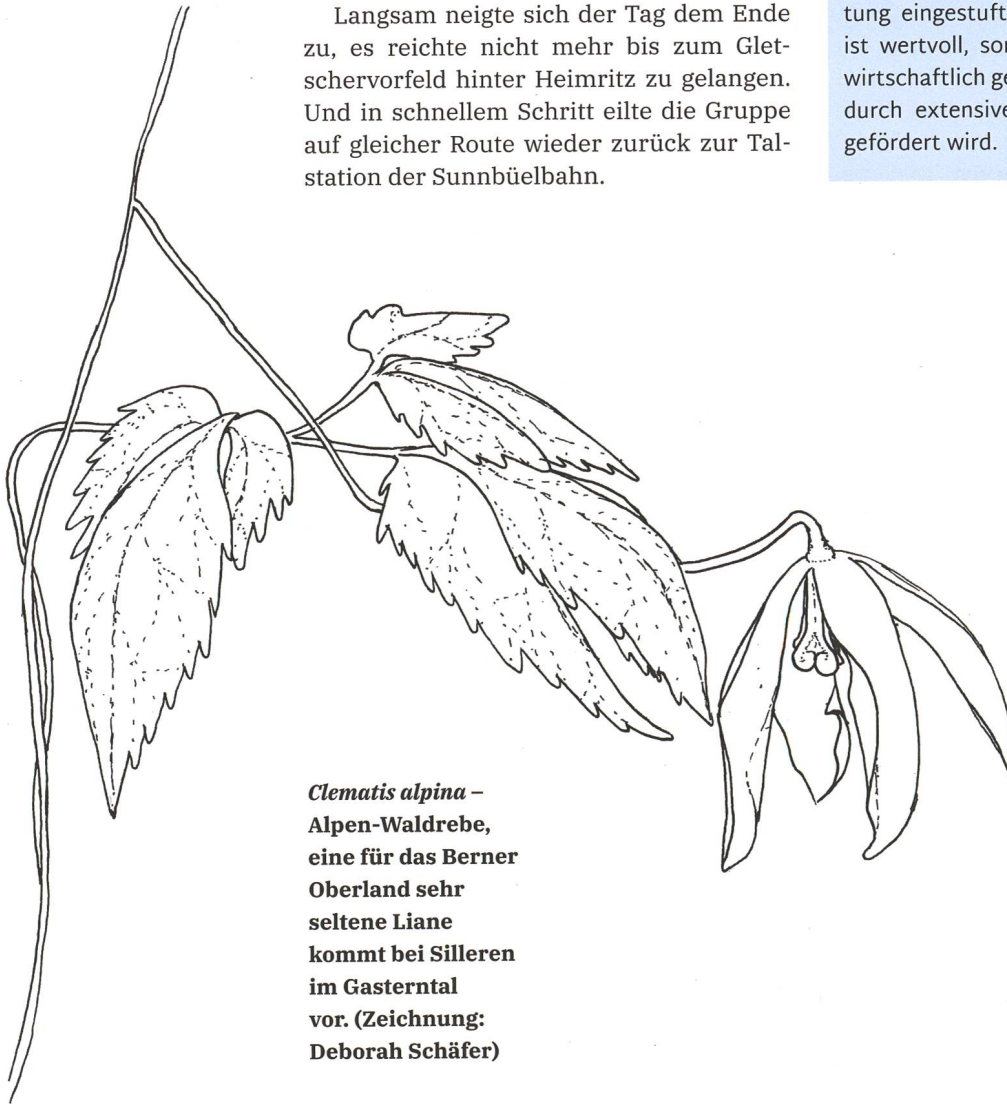 Langsam neigte sich der Tag dem Ende
zu, es reichte nicht mehr bis zum Glet-
schervorfeld hinter Heimritz zu gelangen.
Und in schnellem Schritt eilte die Gruppe
auf gleicher Route wieder zurück zur Tal-
station der Sunnbüelbahn.
tung eingestuft
ist wertvoll,
wirtschaftlich
durch extensive
gefördert wird.
Clematis alpina –
Alpen-Waldrebe,
eine für das Berner
Oberland sehr
seltene Liane
kommt bei Silleren
im Gasterntal
vor. (Zeichnung:
Deborah Schäfer)